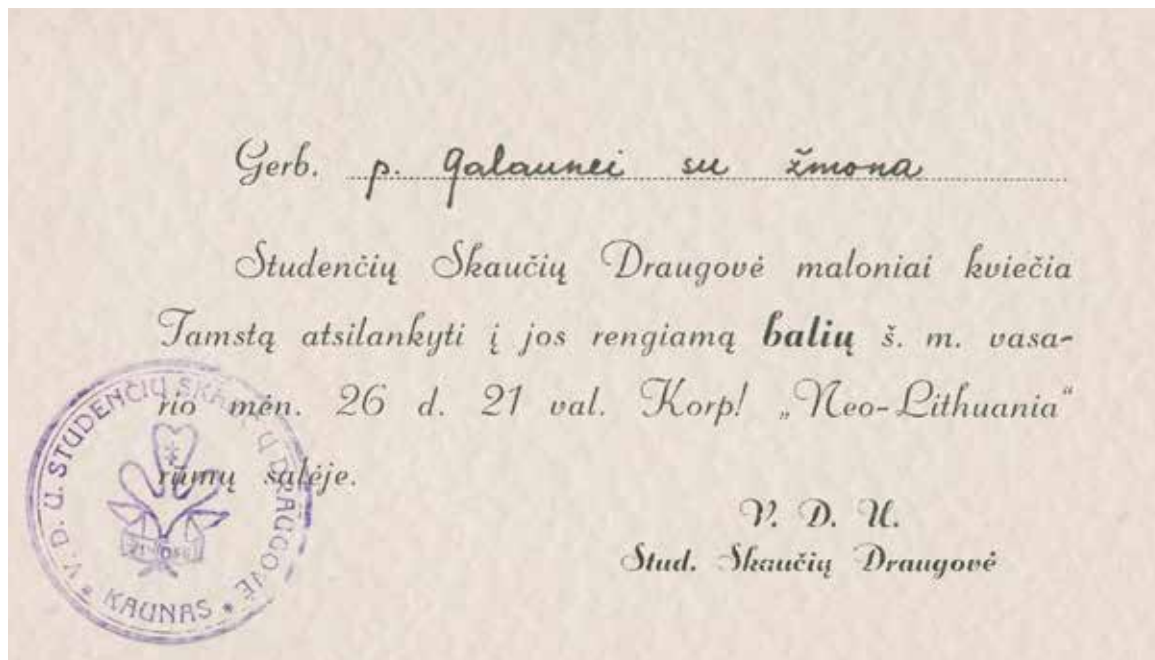 Gerb. p. Galaunei su žmona
Studenčių Skaučių Draugovė maloniai kviečia
Tamstą atsilankyti į jos rengiamą balių š. m. vasa-
rio mėn. 26 d. 21 val. Korp! „Neo-Lithuania“
rūmų salėje.
V. D. U.
Stud. Skaučių Draugovė
V. D. U. STUDENČIŲ SKAUČIŲ DRAUGOVĖ
KAUNAS